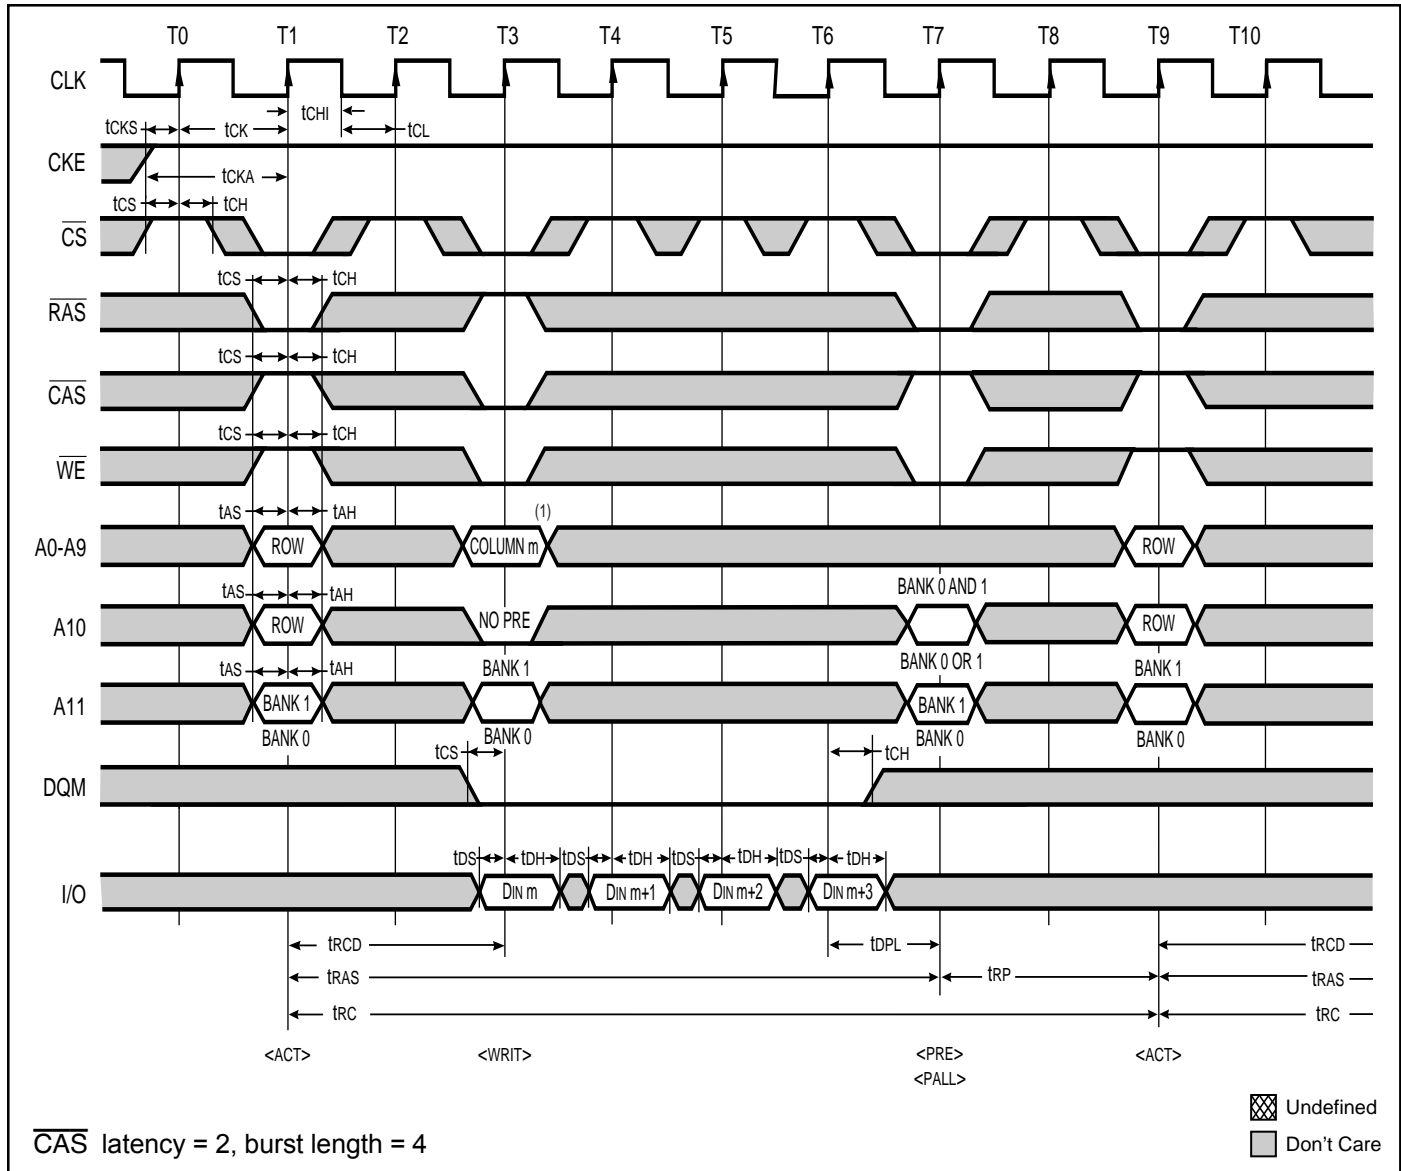 T0 T1 T2 T3 T4 T5 T6 T7 T8 T9 T10
CLK
tCHI
tCKS tCK tCL
CKE
tCKA
tCS tCH
CS
tCS tCH
RAS
tCS tCH
CAS
tCS tCH
WE
tAS tAH (1)
A0-A9 ROW COLUMN m ROW
tAS tAH BANK 0 AND 1
A10 ROW NO PRE ROW
tAS tAH BANK 1 BANK 0 OR 1 BANK 1
A11 BANK 1 BANK 1
BANK 0 BANK 0 BANK 0 BANK 0
tCS tCH
DQM
tDS tDH tDS tDH tDS tDH tDS tDH
I/O DIN m DIN m+1 DIN m+2 DIN m+3
tRCD tDPL tRCD
tRAS tRP tRAS
tRC tRC
<ACT> <WRIT> <PRE> <ACT>
<PALL>
Undefined
CAS latency = 2, burst length = 4 Don't Care